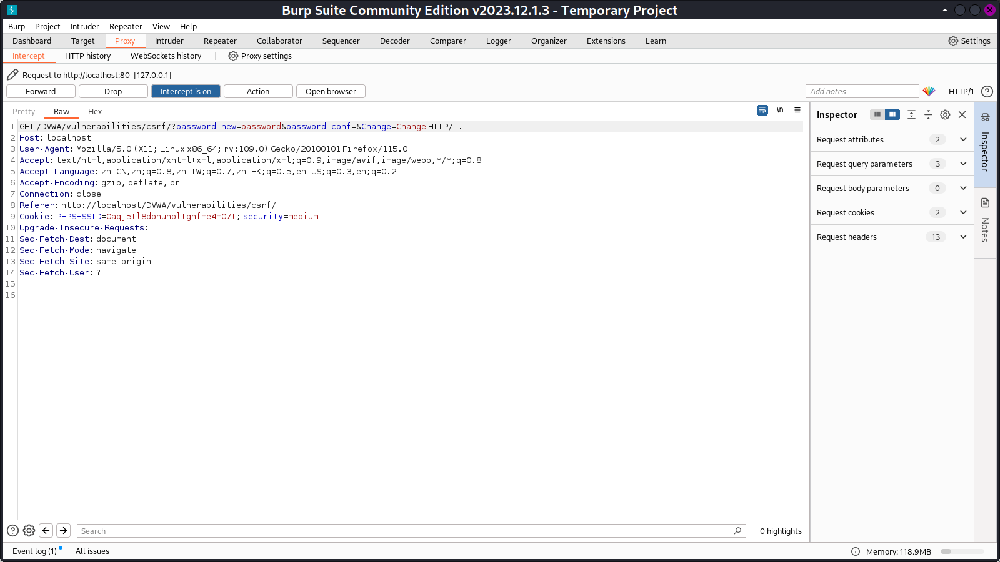 Burp Suite Community Edition v2023.12.1.3 - Temporary Project
Burp Project Intruder Repeater View Help
Dashboard Target Proxy Intruder Repeater Collaborator Sequencer Decoder Comparer Logger Organizer Extensions Learn Settings
Intercept HTTP history WebSockets history Proxy settings
Request to http://localhost:80 [127.0.0.1]
Forward Drop Intercept is on Action Open browser Add notes HTTP/1 ?
Pretty Raw Hex \n
Inspector
1 GET /DVWA/vulnerabilities/csrf/?password_new=password&password_conf=&Change=Change HTTP/1.1
2 Host: localhost
3 User-Agent: Mozilla/5.0 (X11; Linux x86_64; rv:109.0) Gecko/20100101 Firefox/115.0
4 Accept: text/html,application/xhtml+xml,application/xml;q=0.9,image/avif,image/webp,*/*;q=0.8
5 Accept-Language: zh-CN,zh;q=0.8,zh-TW;q=0.7,zh-HK;q=0.5,en-US;q=0.3,en;q=0.2
6 Accept-Encoding: gzip, deflate, br
7 Connection: close
8 Referer: http://localhost/DVWA/vulnerabilities/csrf/
9 Cookie: PHPSESSID=0aqj5tl8dohuhbltgnfme4m07t; security=medium
10 Upgrade-Insecure-Requests: 1
11 Sec-Fetch-Dest: document
12 Sec-Fetch-Mode: navigate
13 Sec-Fetch-Site: same-origin
14 Sec-Fetch-User: ?1
15
16
Request attributes 2
Request query parameters 3
Request body parameters 0
Request cookies 2
Request headers 13
Inspector
Notes
? Search 0 highlights
Event log (1) All issues Memory: 118.9MB